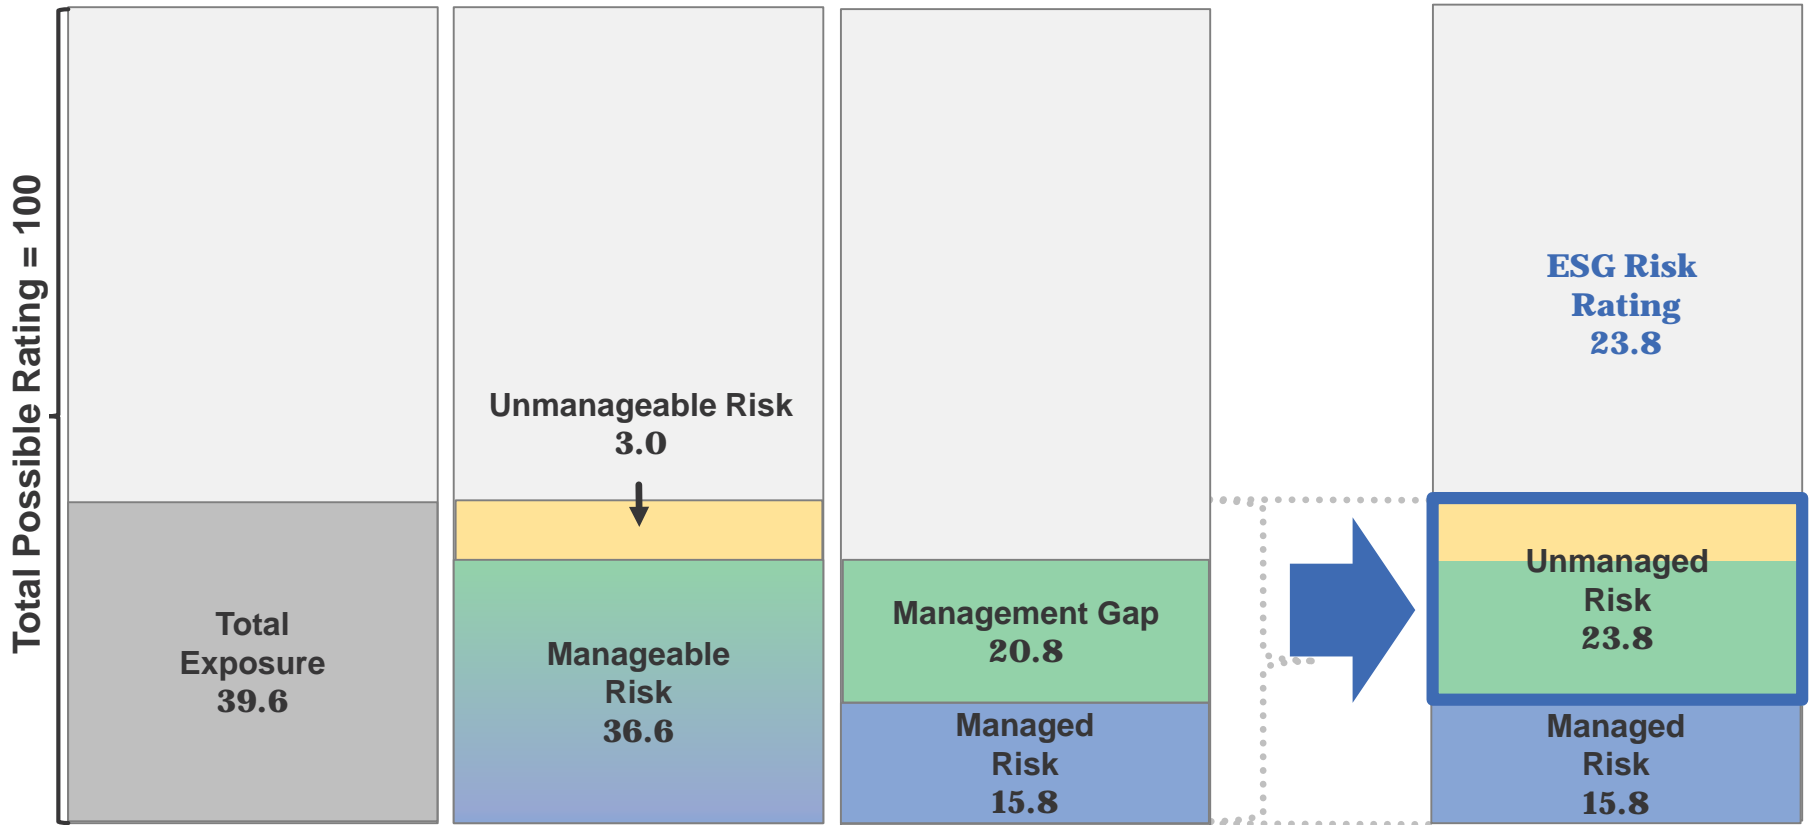 Total Possible Rating = 100
Total
Exposure
39.6
Unmanageable Risk
3.0
Manageable
Risk
36.6
Management Gap
20.8
Managed
Risk
15.8
ESG Risk
Rating
23.8
Unmanaged
Risk
23.8
Managed
Risk
15.8